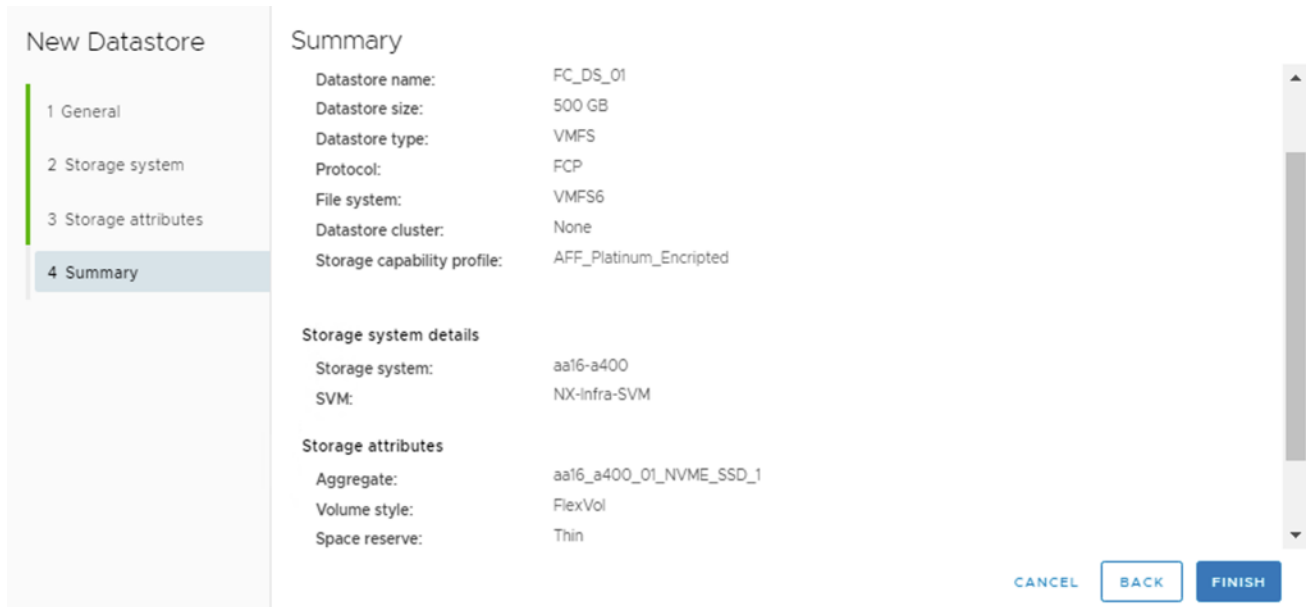 New Datastore
1 General
2 Storage system
3 Storage attributes
4 Summary
Summary
Datastore name: FC_DS_01
Datastore size: 500 GB
Datastore type: VMFS
Protocol: FCP
File system: VMFS6
Datastore cluster: None
Storage capability profile: AFF_Platinum_Encripted
Storage system details
Storage system: aa16-a400
SVM: NX-Infra-SVM
Storage attributes
Aggregate: aa16_a400_01_NVME_SSD_1
Volume style: FlexVol
Space reserve: Thin
CANCEL BACK FINISH